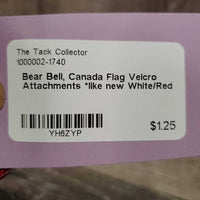 The Tack Collector
1000002-1740
Bear Bell, Canada Flag Velcro
Attachments *like new White/Red
YH6ZYP
$1.25